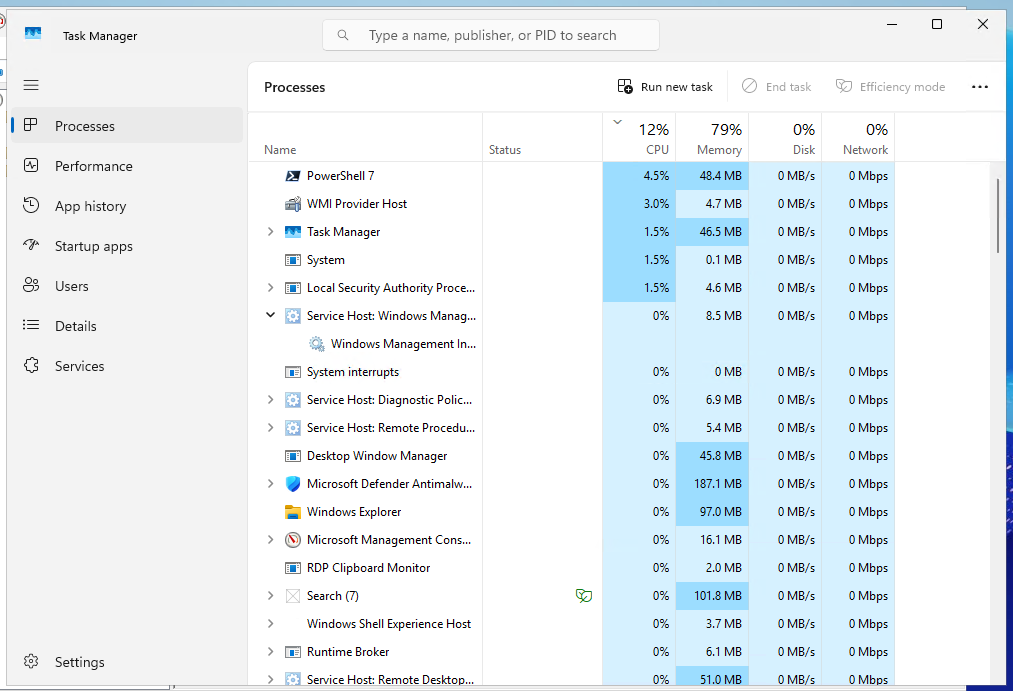 Task Manager
Type a name, publisher, or PID to search
Processes
Performance
App history
Startup apps
Users
Details
Services
Settings
Processes Run new task End task Efficiency mode
12% 79% 0% 0%
Name Status CPU Memory Disk Network
PowerShell 7 4.5% 48.4 MB 0 MB/s 0 Mbps
WMI Provider Host 3.0% 4.7 MB 0 MB/s 0 Mbps
Task Manager 1.5% 46.5 MB 0 MB/s 0 Mbps
System 1.5% 0.1 MB 0 MB/s 0 Mbps
Local Security Authority Proce... 1.5% 4.6 MB 0 MB/s 0 Mbps
Service Host: Windows Manag... 0% 8.5 MB 0 MB/s 0 Mbps
Windows Management In...
System interrupts 0% 0 MB 0 MB/s 0 Mbps
Service Host: Diagnostic Polic... 0% 6.9 MB 0 MB/s 0 Mbps
Service Host: Remote Procedu... 0% 5.4 MB 0 MB/s 0 Mbps
Desktop Window Manager 0% 45.8 MB 0 MB/s 0 Mbps
Microsoft Defender Antimalw... 0% 187.1 MB 0 MB/s 0 Mbps
Windows Explorer 0% 97.0 MB 0 MB/s 0 Mbps
Microsoft Management Cons... 0% 16.1 MB 0 MB/s 0 Mbps
RDP Clipboard Monitor 0% 2.0 MB 0 MB/s 0 Mbps
Search (7) 0% 101.8 MB 0 MB/s 0 Mbps
Windows Shell Experience Host 0% 3.7 MB 0 MB/s 0 Mbps
Runtime Broker 0% 6.1 MB 0 MB/s 0 Mbps
Service Host: Remote Desktop... 0% 51.0 MB 0 MB/s 0 Mbps